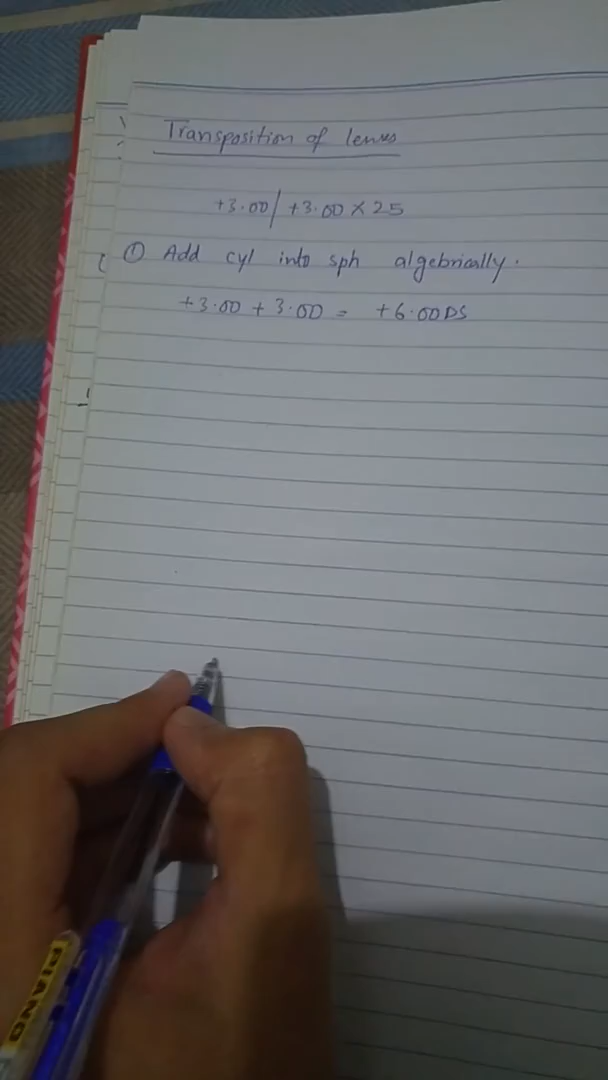 Transposition of lenses
+3.00/ +3.00 × 25
① Add cyl into sph algebrically.
+3.00 + 3.00 = +6.00DS
PIANO